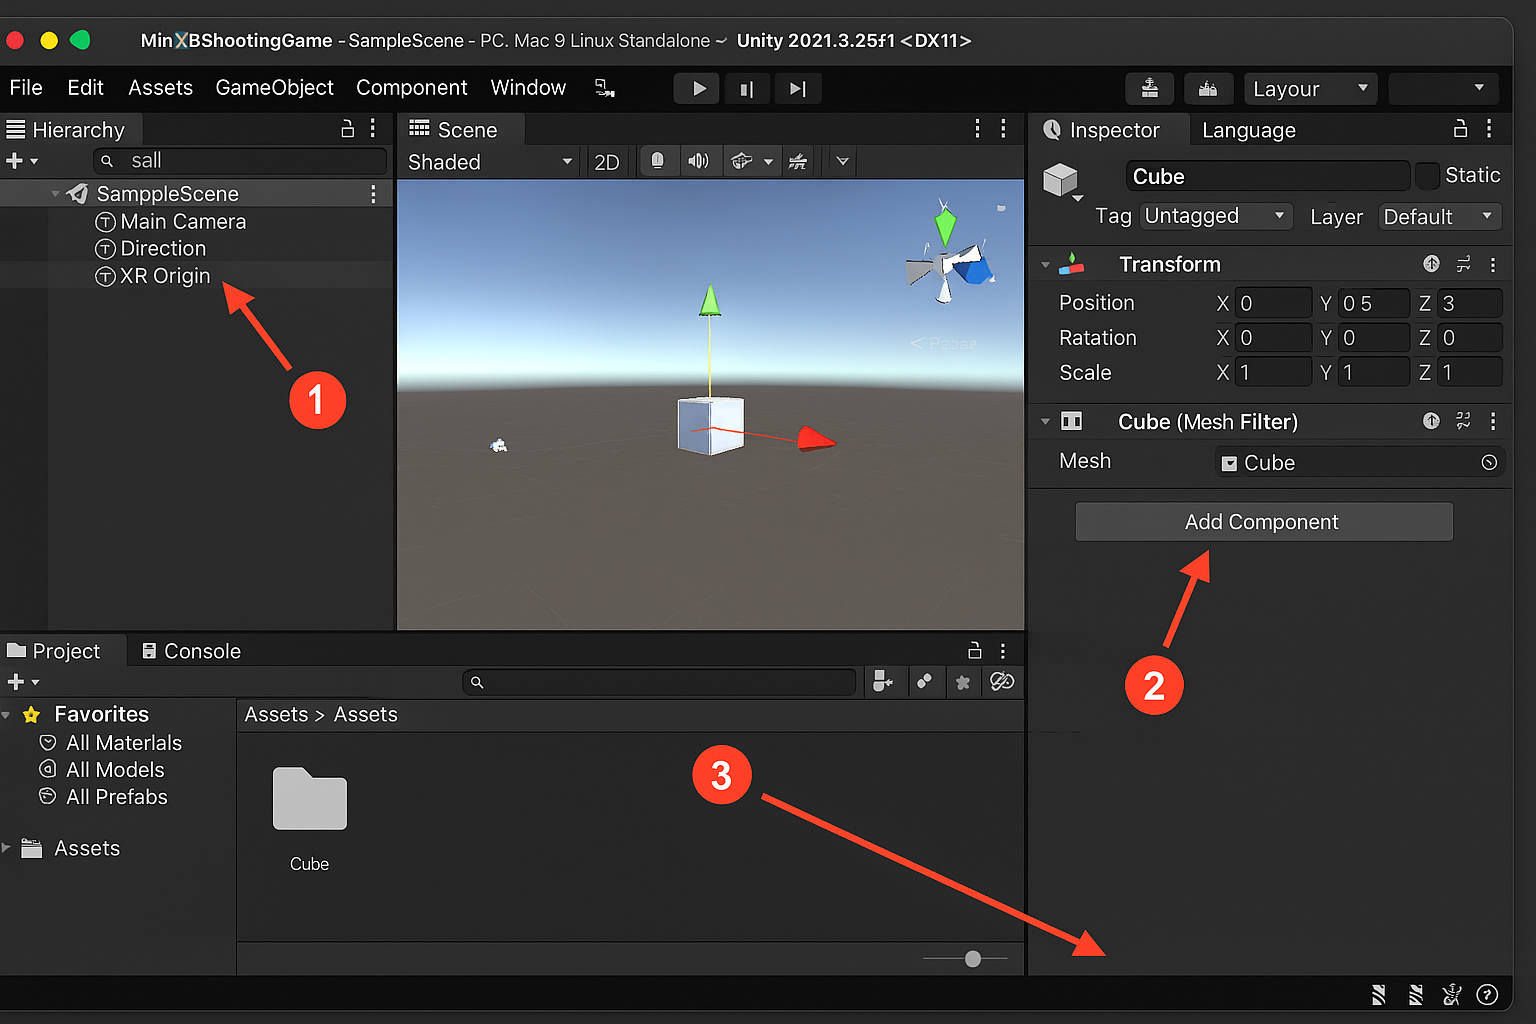 MinXBShootingGame - SampleScene - PC. Mac 9 Linux Standalone ~ Unity 2021.3.25f1 <DX11>
File Edit Assets GameObject Component Window Layour
Hierarchy
sall
SamppleScene
Main Camera
Direction
XR Origin
1
Scene
Shaded 2D
Inspector Language
Cube Static
Tag Untagged Layer Default
Transform
Position X 0 Y 0 5 Z 3
Ratation X 0 Y 0 Z 0
Scale X 1 Y 1 Z 1
Cube (Mesh Filter)
Mesh Cube
Add Component
2
Project Console
Favorites
All Materlals
All Models
All Prefabs
Assets
Assets > Assets
Cube
3